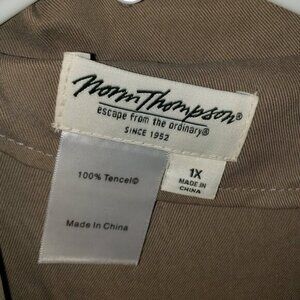 Norm Thompson®
escape from the ordinary®
SINCE 1952
1X
MADE IN
CHINA
100% Tencel©
Made In China